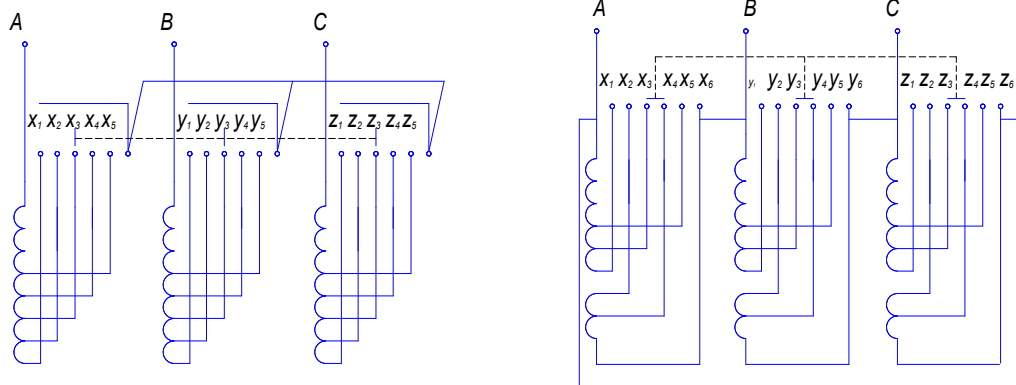 A B C
x1 x2 x3 x4 x5 y1 y2 y3 y4 y5 z1 z2 z3 z4 z5
A B C
x1 x2 x3 x4 x5 x6 y1 y2 y3 y4 y5 y6 z1 z2 z3 z4 z5 z6